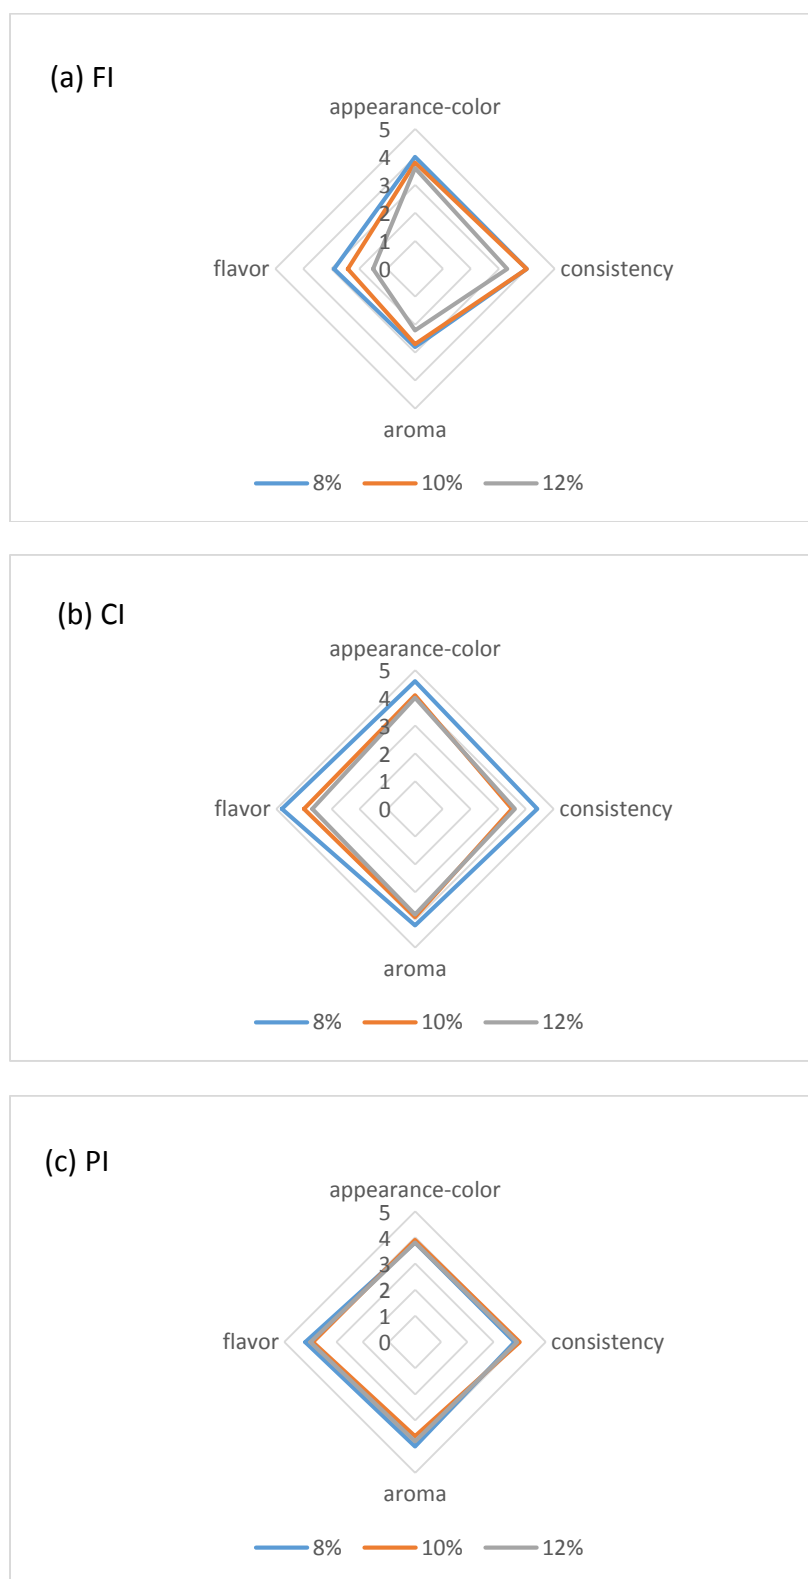 (a) FI
appearance-color
5
4
3
2
1
0
flavor
consistency
aroma
8% 10% 12%
(b) CI
appearance-color
5
4
3
2
1
0
flavor
consistency
aroma
8% 10% 12%
(c) PI
appearance-color
5
4
3
2
1
0
flavor
consistency
aroma
8% 10% 12%